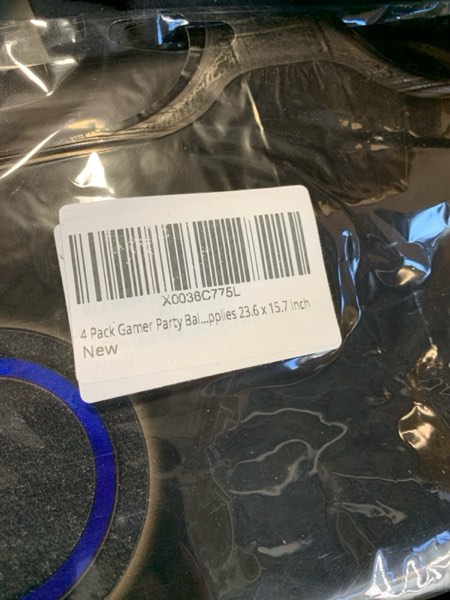 X0038C775L
4 Pack Gamer Party Bal...pplies 23.6 x 15.7 Inch
New